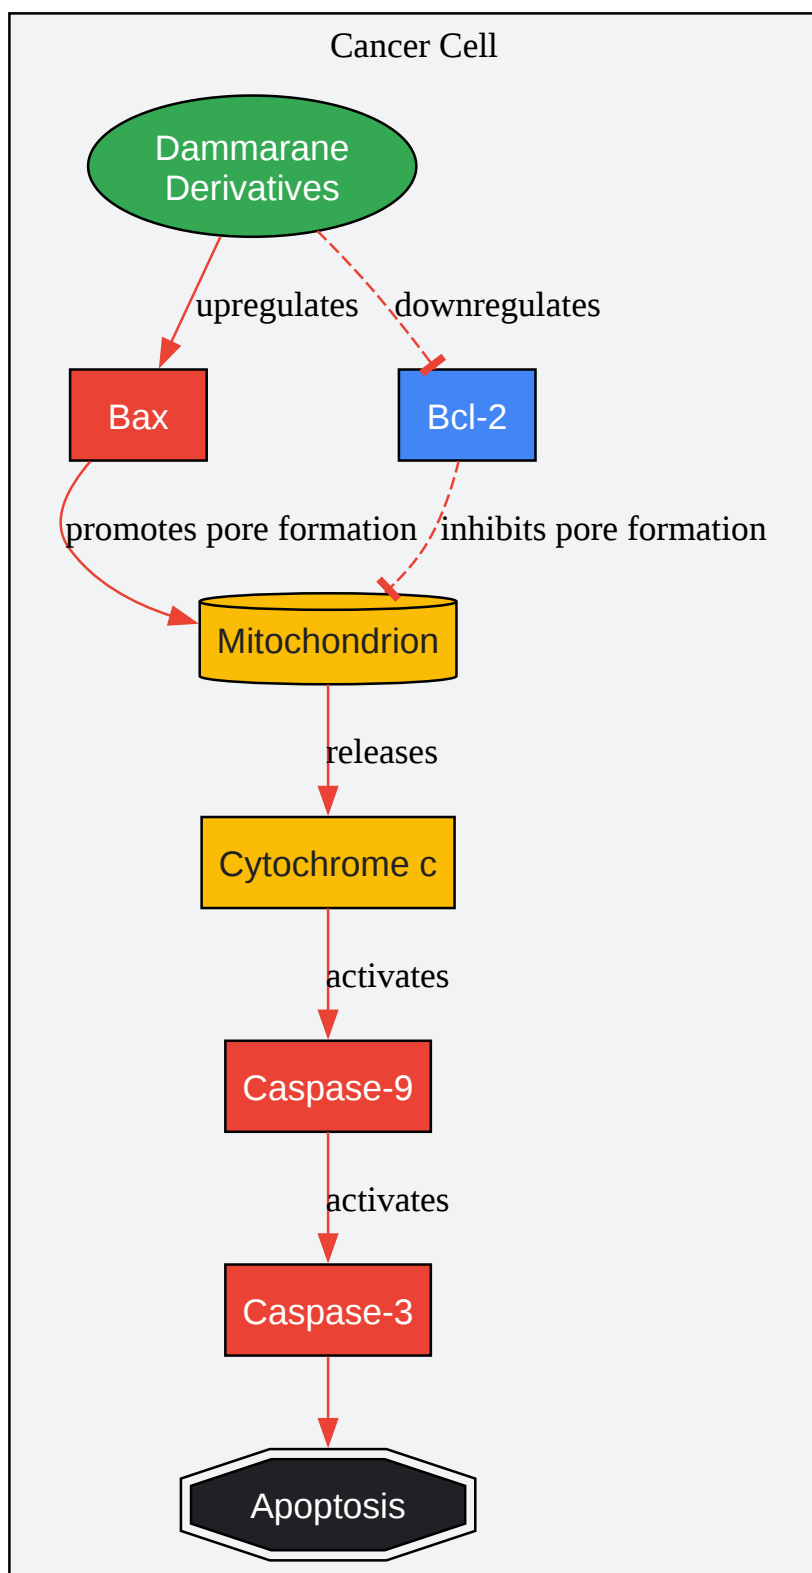 Cancer Cell
Dammarane
Derivatives
upregulates
downregulates
Bax
Bcl-2
promotes pore formation
inhibits pore formation
Mitochondrion
releases
Cytochrome c
activates
Caspase-9
activates
Caspase-3
Apoptosis